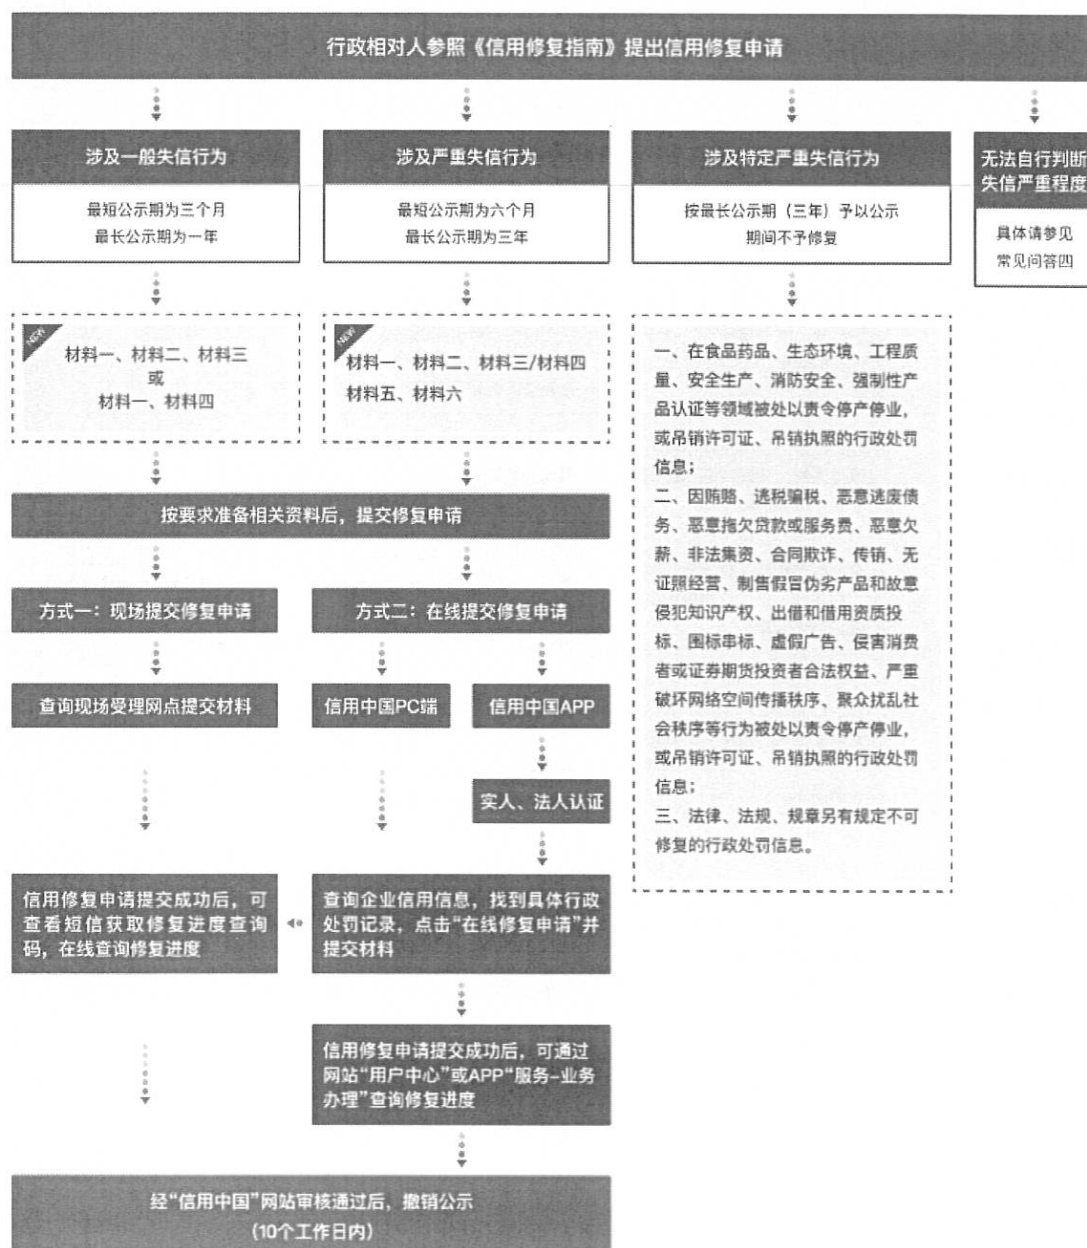 行政相对人参照《信用修复指南》提出信用修复申请
涉及一般失信行为
最短公示期为三个月
最长公示期为一年
涉及严重失信行为
最短公示期为六个月
最长公示期为三年
涉及特定严重失信行为
按最长公示期（三年）予以公示
期间不予修复
无法自行判断
失信严重程度
具体请参见
常见问答四
NEW
材料一、材料二、材料三
或
材料一、材料四
NEW
材料一、材料二、材料三/材料四
材料五、材料六
一、在食品药品、生态环境、工程质
量、安全生产、消防安全、强制性产
品认证等领域被处以责令停产停业，
或吊销许可证、吊销执照的行政处罚
信息；
二、因贿赂、逃税骗税、恶意逃废债
务、恶意拖欠贷款或服务费、恶意欠
薪、非法集资、合同欺诈、传销、无
证照经营、制售假冒伪劣产品和故意
侵犯知识产权、出借和借用资质投
标、围标串标、虚假广告、侵害消费
者或证券期货投资者合法权益、严重
破坏网络空间传播秩序、聚众扰乱社
会秩序等行为被处以责令停产停业，
或吊销许可证、吊销执照的行政处罚
信息；
三、法律、法规、规章另有规定不可
修复的行政处罚信息。
按要求准备相关资料后，提交修复申请
方式一：现场提交修复申请
方式二：在线提交修复申请
查询现场受理网点提交材料
信用中国PC端
信用中国APP
实人、法人认证
信用修复申请提交成功后，可
查看短信获取修复进度查询
码，在线查询修复进度
查询企业信用信息，找到具体行政
处罚记录，点击“在线修复申请”并
提交材料
信用修复申请提交成功后，可通过
网站“用户中心”或APP“服务–业务
办理”查询修复进度
经“信用中国”网站审核通过后，撤销公示
（10个工作日内）